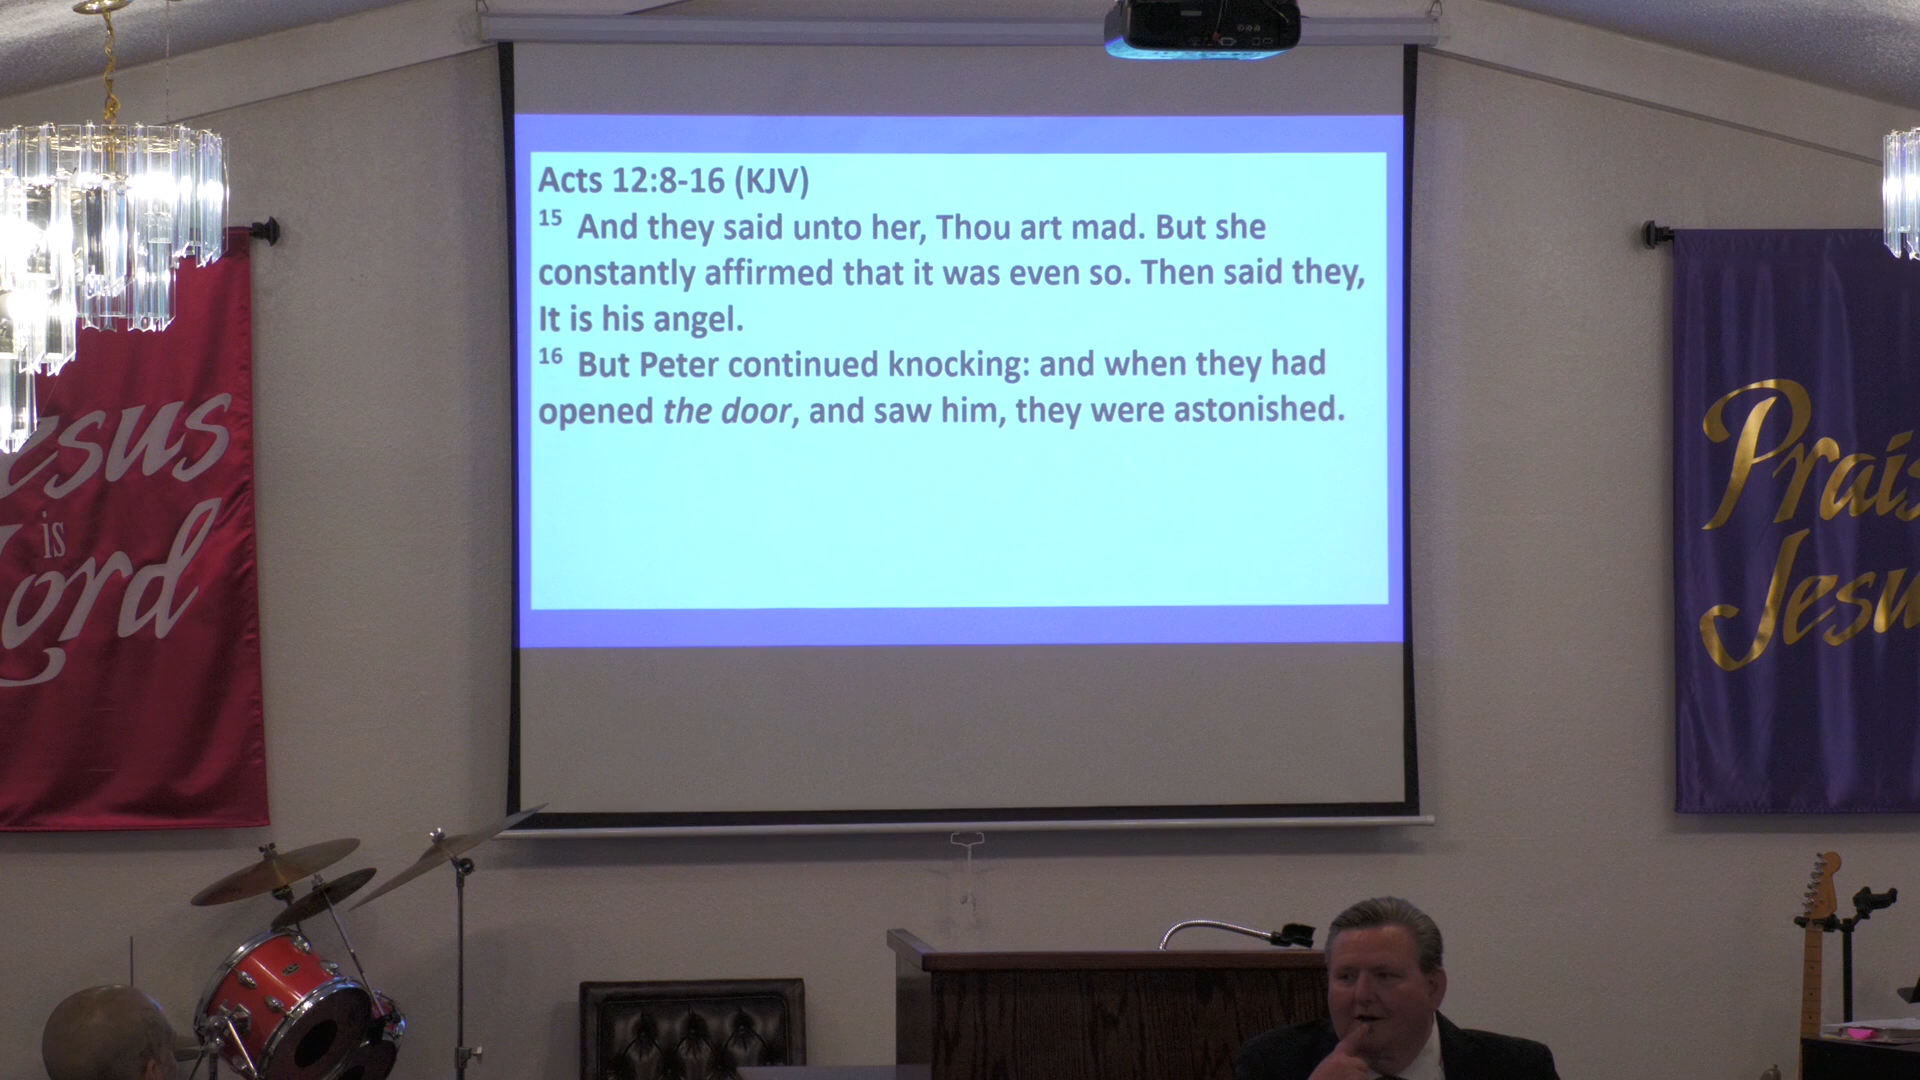 Acts 12:8-16 (KJV)
15 And they said unto her, Thou art mad. But she
constantly affirmed that it was even so. Then said they,
It is his angel.
16 But Peter continued knocking: and when they had
opened the door, and saw him, they were astonished.
esus
is
Lord
Prais
Jesu